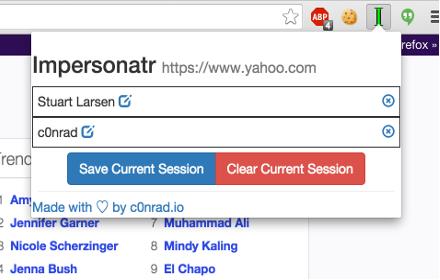 ABP
4
Impersonatr https://www.yahoo.com
refox »
Stuart Larsen
c0nrad
Save Current Session Clear Current Session
Made with ♡ by c0nrad.io
Trend
1 Amy
2 Jennifer Garner 7 Muhammad Ali
3 Nicole Scherzinger 8 Mindy Kaling
4 Jenna Bush 9 El Chapo